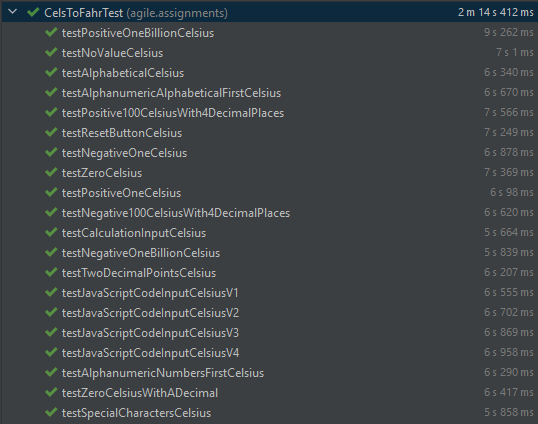 CelsToFahrTest (agile.assignments) 2 m 14 s 412 ms
testPositiveOneBillionCelsius 9 s 262 ms
testNoValueCelsius 7 s 1 ms
testAlphabeticalCelsius 6 s 340 ms
testAlphanumericAlphabeticalFirstCelsius 6 s 670 ms
testPositive100CelsiusWith4DecimalPlaces 7 s 566 ms
testResetButtonCelsius 7 s 249 ms
testNegativeOneCelsius 6 s 878 ms
testZeroCelsius 7 s 369 ms
testPositiveOneCelsius 6 s 98 ms
testNegative100CelsiusWith4DecimalPlaces 6 s 620 ms
testCalculationInputCelsius 5 s 664 ms
testNegativeOneBillionCelsius 5 s 839 ms
testTwoDecimalPointsCelsius 6 s 207 ms
testJavaScriptCodeInputCelsiusV1 6 s 555 ms
testJavaScriptCodeInputCelsiusV2 6 s 702 ms
testJavaScriptCodeInputCelsiusV3 6 s 869 ms
testJavaScriptCodeInputCelsiusV4 6 s 958 ms
testAlphanumericNumbersFirstCelsius 6 s 290 ms
testZeroCelsiusWithADecimal 6 s 417 ms
testSpecialCharactersCelsius 5 s 858 ms